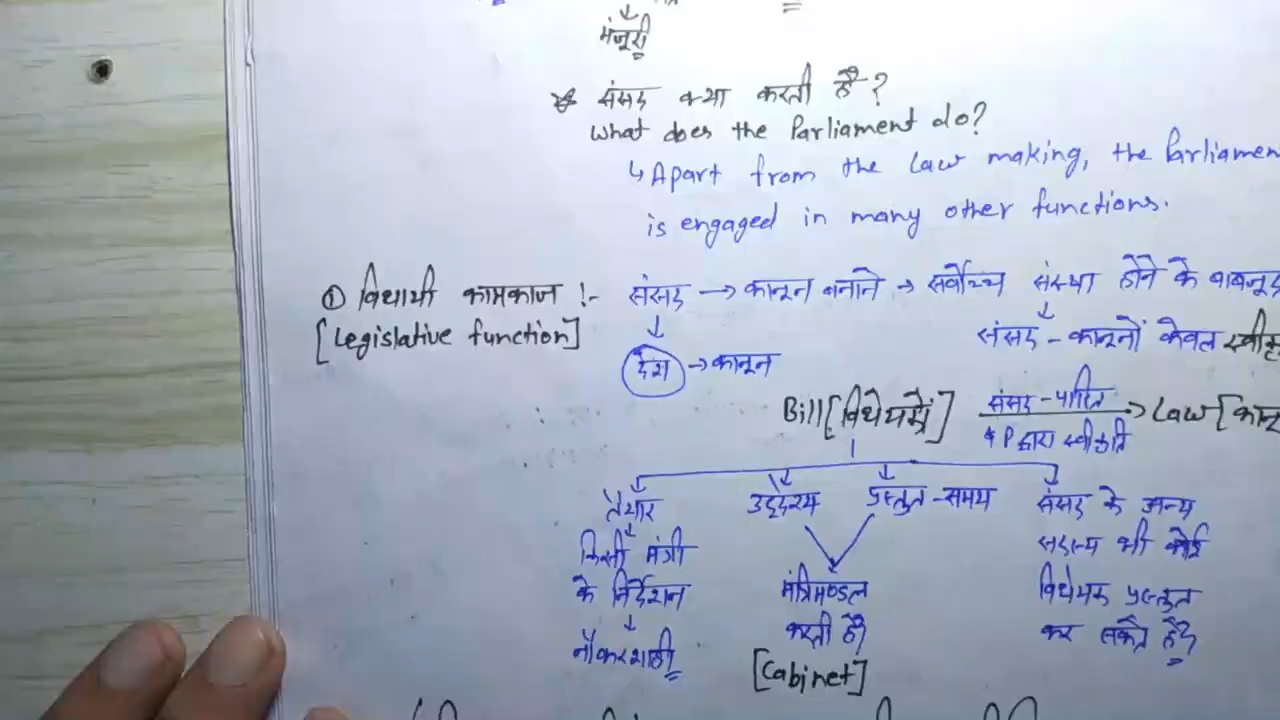 मंजूरी
* संसद क्या करती है?
What does the Parliament do?
↳ Apart from the law making, the Parliamen
is engaged in many other functions.
① विधायी कामकाज :- संसद → कानून बनाने → सर्वोच्च संस्था होने के बावजूद
[Legislative function] ↓ संसद - कानूनों केवल स्वीकृ
देश → कानून
Bill [विधेयकों] संसद - पारित → Law [कान
& P द्वारा स्वीकृति
तैयार उद्देश्य प्रस्तुत - समय संसद के अन्य
किसी मंत्री सदस्य भी कोई
के निर्देशन मंत्रिमण्डल विधेयक प्रस्तुत
↓ करती है कर सकते हैं
नौकरशाही [Cabinet]